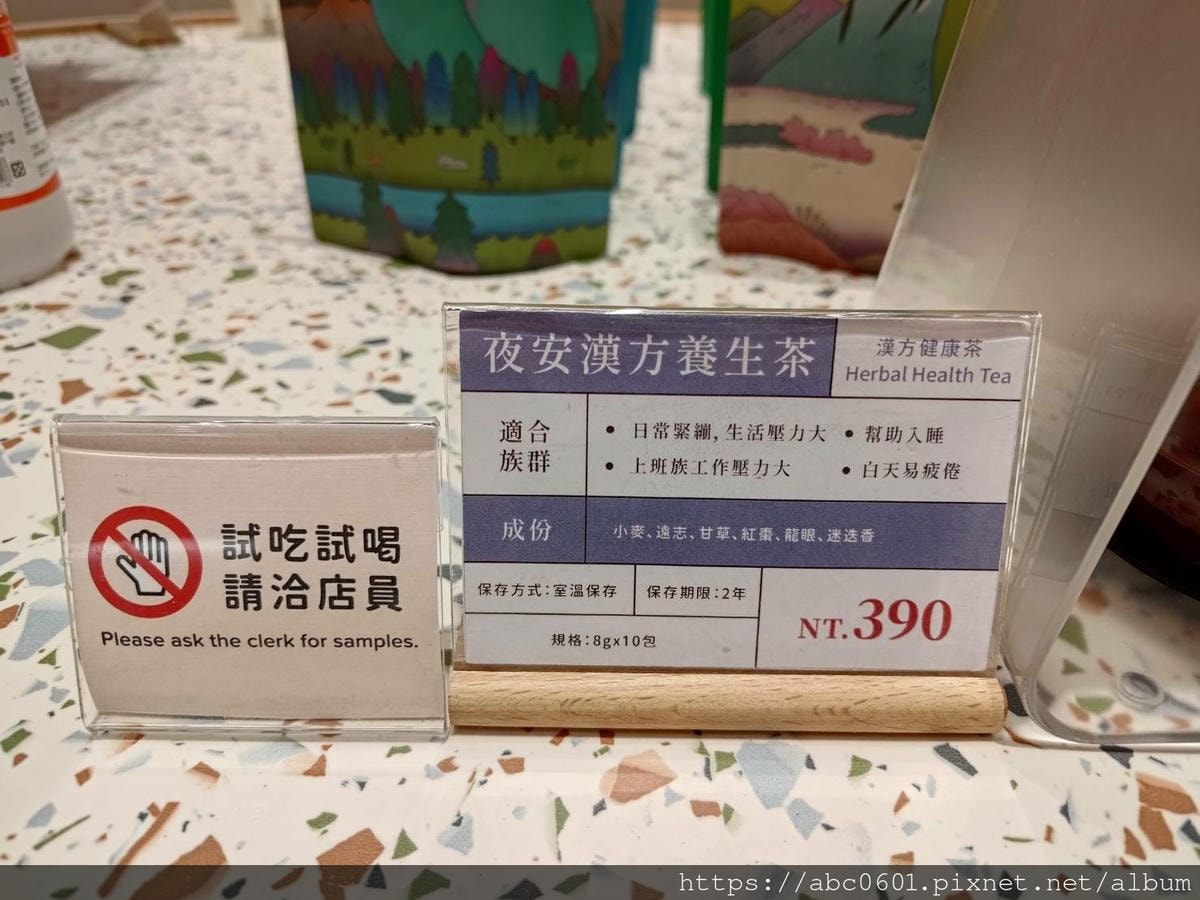 試吃試喝
請洽店員
Please ask the clerk for samples.
夜安漢方養生茶
漢方健康茶
Herbal Health Tea
適合
族群
• 日常緊繃,生活壓力大 • 幫助入睡
• 上班族工作壓力大 • 白天易疲倦
成份
小麥、遠志、甘草、紅棗、龍眼、迷迭香
保存方式:室溫保存
保存期限:2年
規格:8gx10包
NT.390
https://abc0601.pixnet.net/album